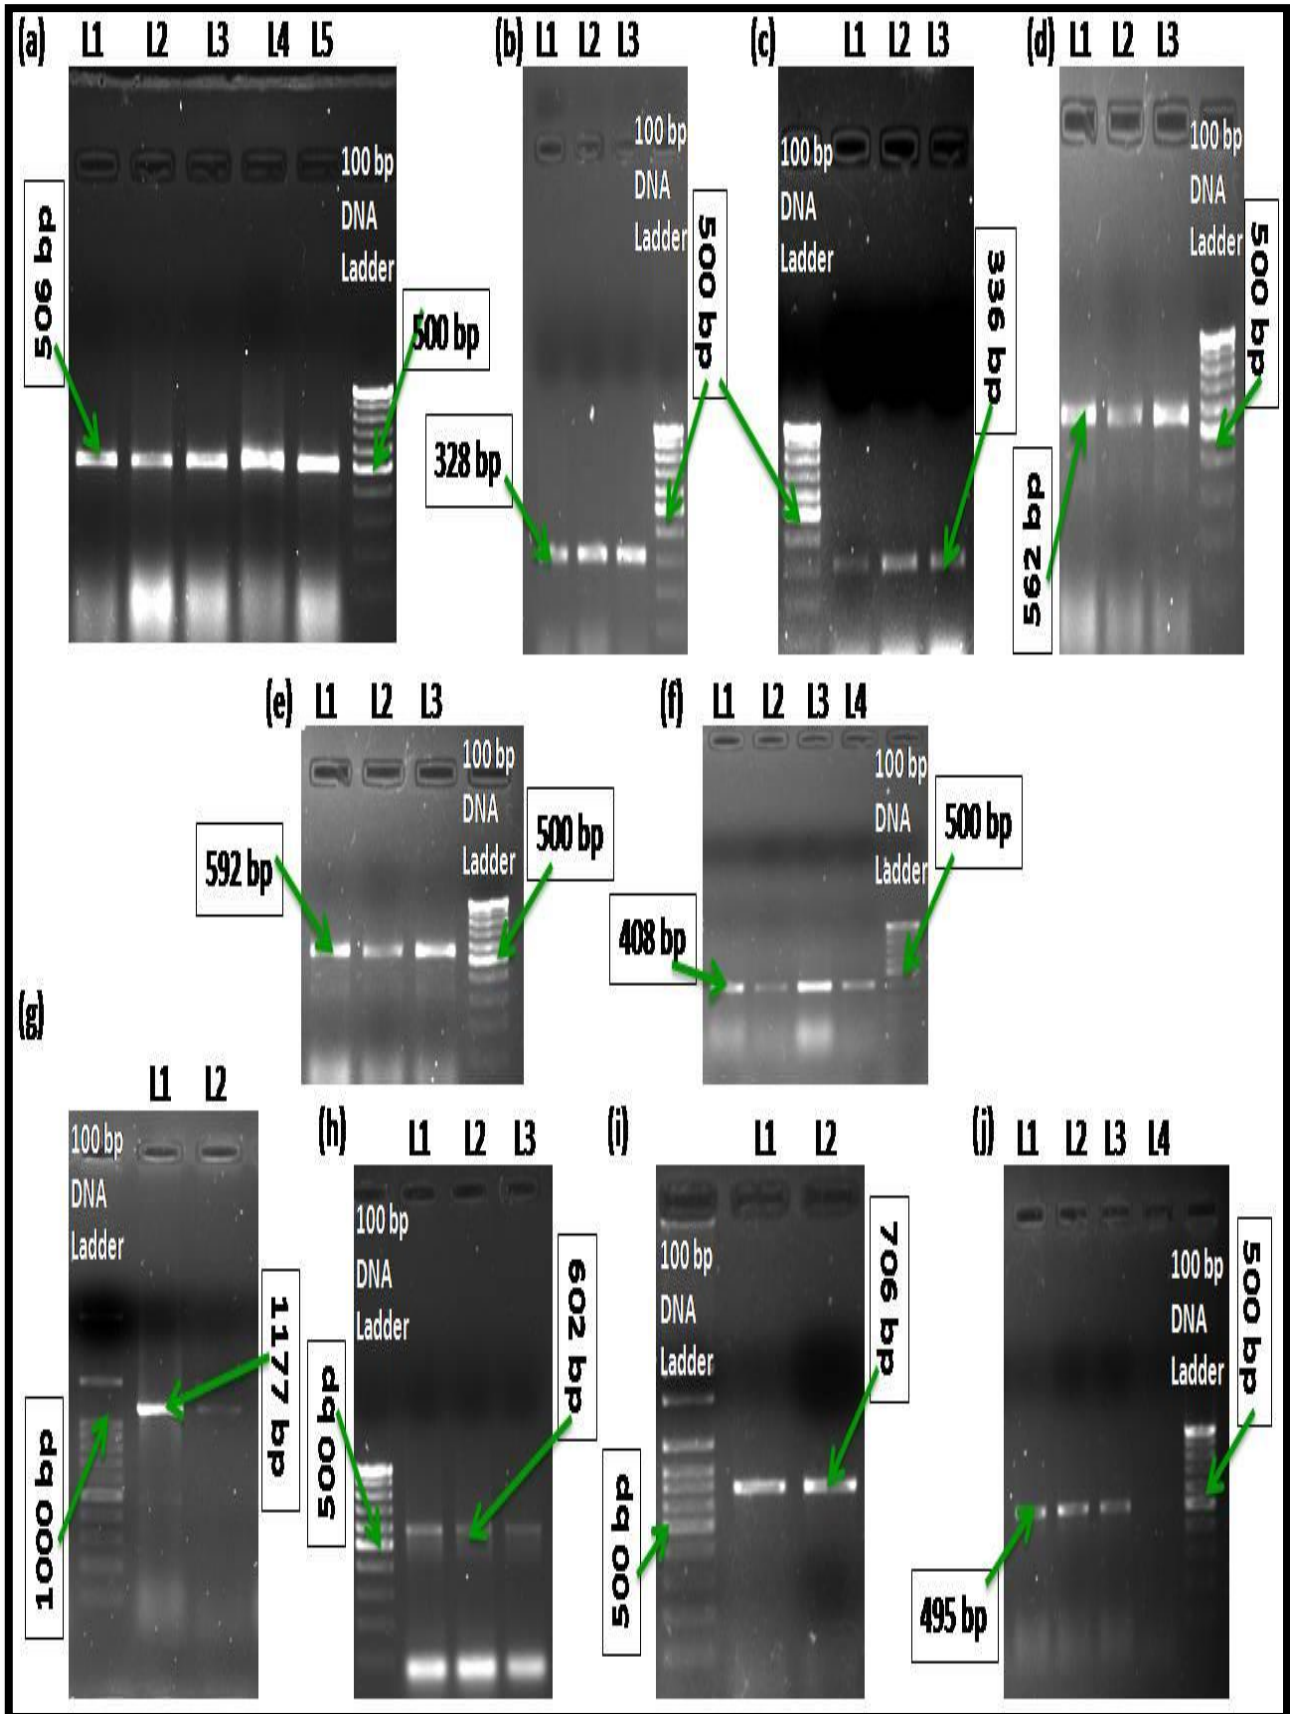 (a) L1 L2 L3 L4 L5
100 bp
DNA
Ladder
506 bp
500 bp
(b) L1 L2 L3
100 bp
DNA
Ladder
328 bp
500 bp
(c) L1 L2 L3
100 bp
DNA
Ladder
336 bp
(d) L1 L2 L3
100 bp
DNA
Ladder
562 bp
500 bp
(e) L1 L2 L3
100 bp
DNA
Ladder
592 bp
500 bp
(f) L1 L2 L3 L4
100 bp
DNA
Ladder
408 bp
500 bp
(g)
L1 L2
100 bp
DNA
Ladder
1000 bp
1177 bp
(h) L1 L2 L3
100 bp
DNA
Ladder
500 bp
602 bp
(i) L1 L2
100 bp
DNA
Ladder
500 bp
706 bp
(j) L1 L2 L3 L4
100 bp
DNA
Ladder
495 bp
500 bp